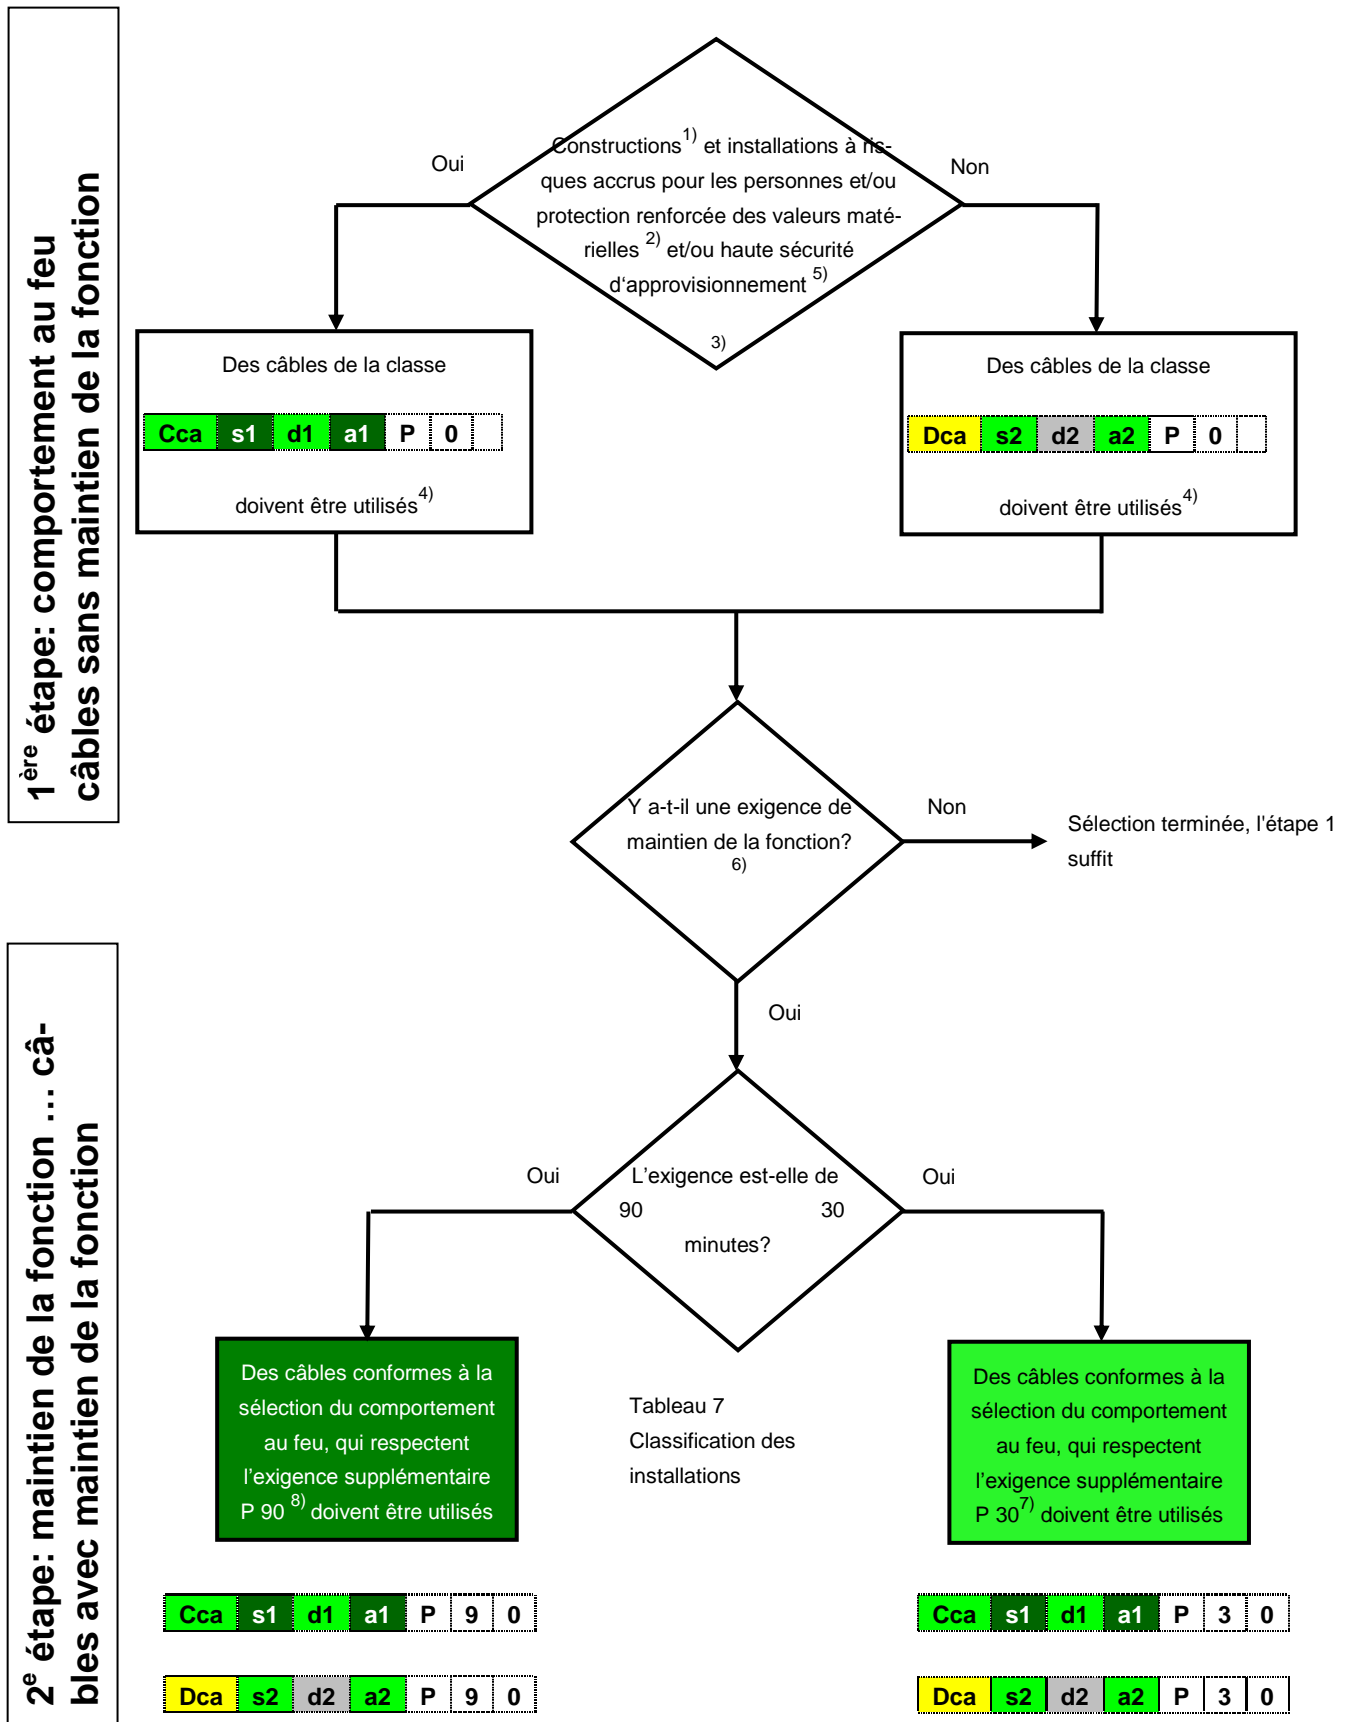 1ère étape: comportement au feu
câbles sans maintien de la fonction
Constructions1) et installations à ris-
ques accrus pour les personnes et/ou
protection renforcée des valeurs maté-
rielles 2) et/ou haute sécurité
d‘approvisionnement 5)
3)
Oui
Non
Des câbles de la classe
Cca s1 d1 a1 P 0
doivent être utilisés4)
Des câbles de la classe
Dca s2 d2 a2 P 0
doivent être utilisés4)
Y a-t-il une exigence de
maintien de la fonction?
6)
Non
Sélection terminée, l'étape 1
suffit
Oui
2e étape: maintien de la fonction … câ-
bles avec maintien de la fonction
L’exigence est-elle de
90 30
minutes?
Oui
Oui
Des câbles conformes à la
sélection du comportement
au feu, qui respectent
l’exigence supplémentaire
P 90 8) doivent être utilisés
Tableau 7
Classification des
installations
Des câbles conformes à la
sélection du comportement
au feu, qui respectent
l’exigence supplémentaire
P 307) doivent être utilisés
Cca s1 d1 a1 P 9 0
Cca s1 d1 a1 P 3 0
Dca s2 d2 a2 P 9 0
Dca s2 d2 a2 P 3 0